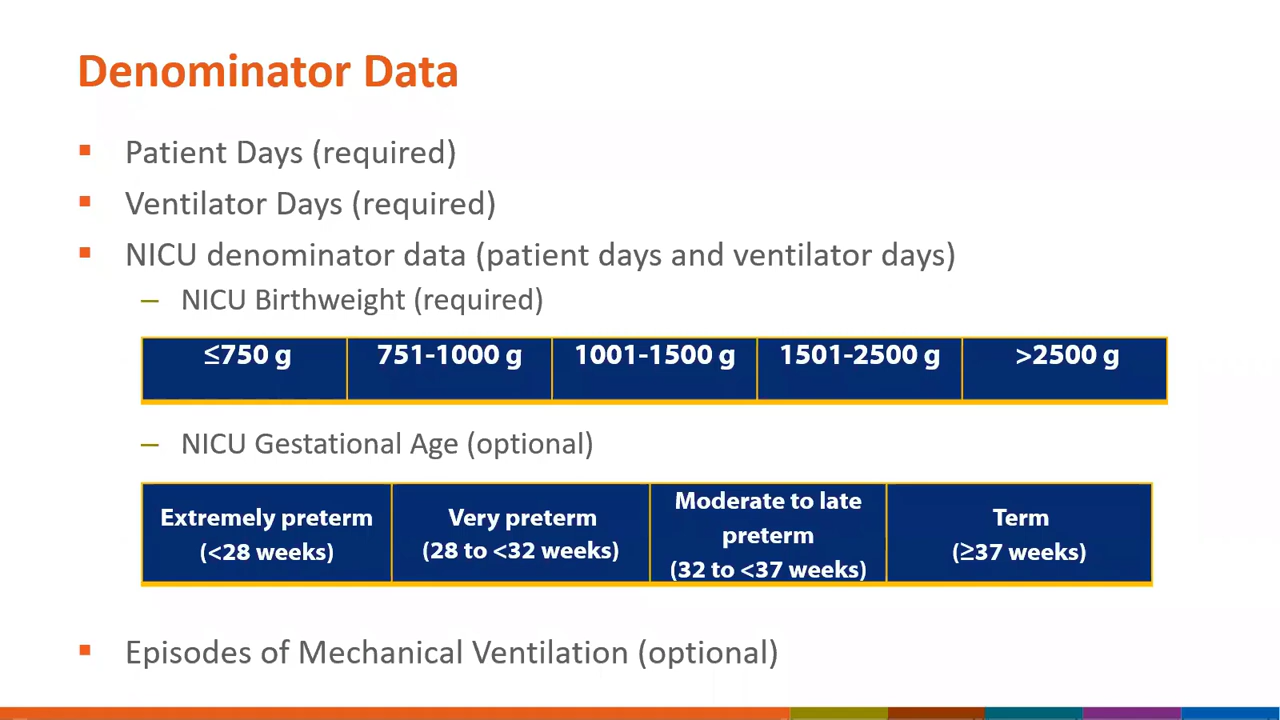 Denominator Data
▪ Patient Days (required)
▪ Ventilator Days (required)
▪ NICU denominator data (patient days and ventilator days)
– NICU Birthweight (required)
≤750 g 751-1000 g 1001-1500 g 1501-2500 g >2500 g
– NICU Gestational Age (optional)
Extremely preterm
(<28 weeks)
Very preterm
(28 to <32 weeks)
Moderate to late
preterm
(32 to <37 weeks)
Term
(≥37 weeks)
▪ Episodes of Mechanical Ventilation (optional)